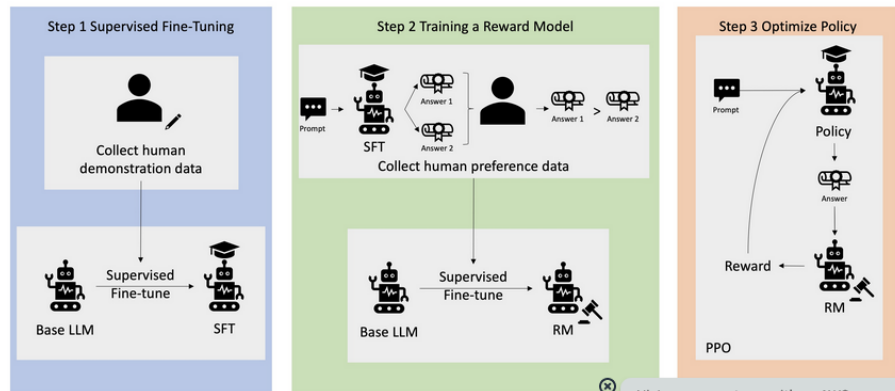 Step 1 Supervised Fine-Tuning
Collect human
demonstration data
Supervised
Fine-tune
Base LLM
SFT
Step 2 Training a Reward Model
Prompt
SFT
Answer 1
Answer 2
Answer 1 > Answer 2
Collect human preference data
Supervised
Fine-tune
Base LLM
RM
Step 3 Optimize Policy
Prompt
Policy
Answer
Reward
RM
PPO